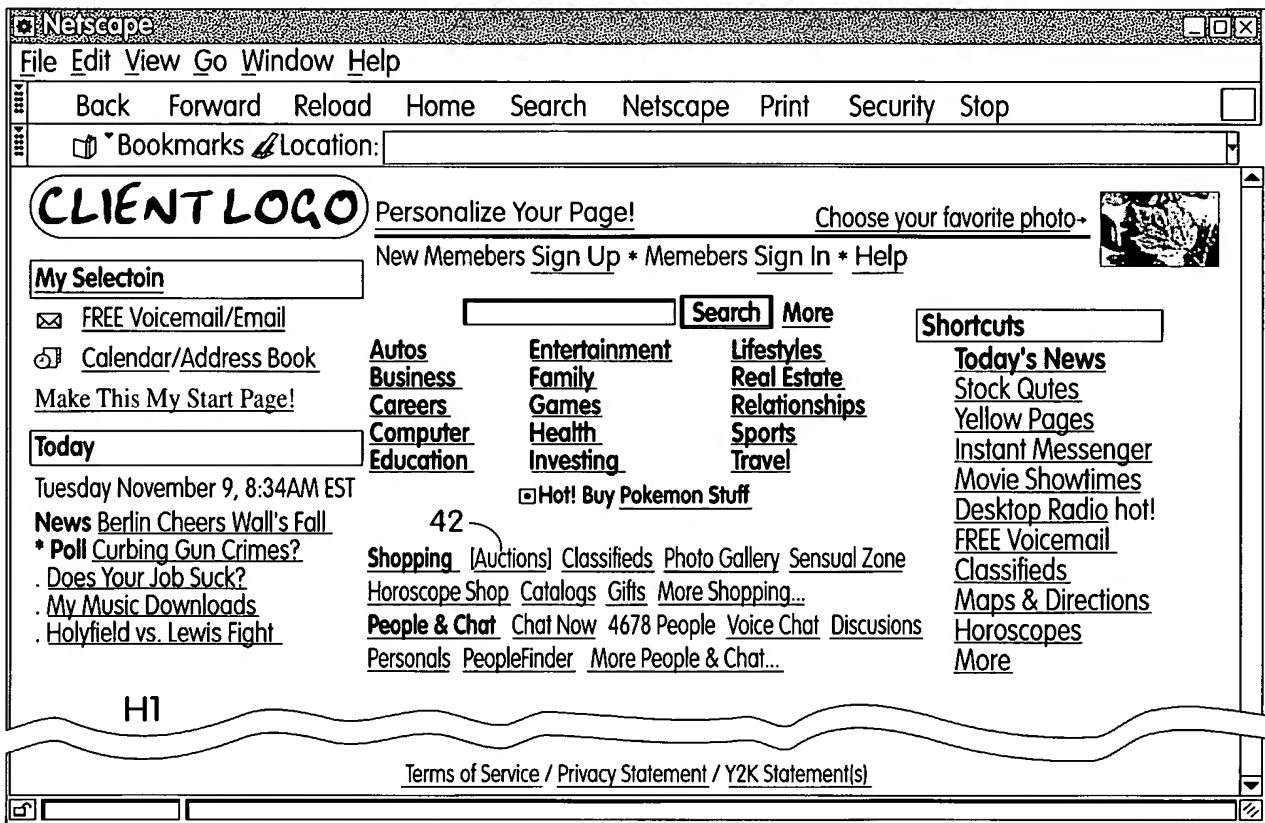 Netscape
File Edit View Go Window Help
Back Forward Reload Home Search Netscape Print Security Stop
Bookmarks Location:
CLIENT LOGO
Personalize Your Page! Choose your favorite photo
New Memebers Sign Up * Memebers Sign In * Help
My Selectoin
FREE Voicemail/Email
Calendar/Address Book
Make This My Start Page!
Today
Tuesday November 9, 8:34AM EST
News Berlin Cheers Wall's Fall
* Poll Curbing Gun Crimes?
. Does Your Job Suck?
. My Music Downloads
. Holyfield vs. Lewis Fight
H1
Search More
Autos Entertainment Lifestyles
Business Family Real Estate
Careers Games Relationships
Computer Health Sports
Education Investing Travel
Hot! Buy Pokemon Stuff
42
Shopping [Auctions] Classifieds Photo Gallery Sensual Zone
Horoscope Shop Catalogs Gifts More Shopping...
People & Chat Chat Now 4678 People Voice Chat Discusions
Personals PeopleFinder More People & Chat...
Shortcuts
Today's News
Stock Qutes
Yellow Pages
Instant Messenger
Movie Showtimes
Desktop Radio hot!
FREE Voicemail
Classifieds
Maps & Directions
Horoscopes
More
Terms of Service / Privacy Statement / Y2K Statement(s)